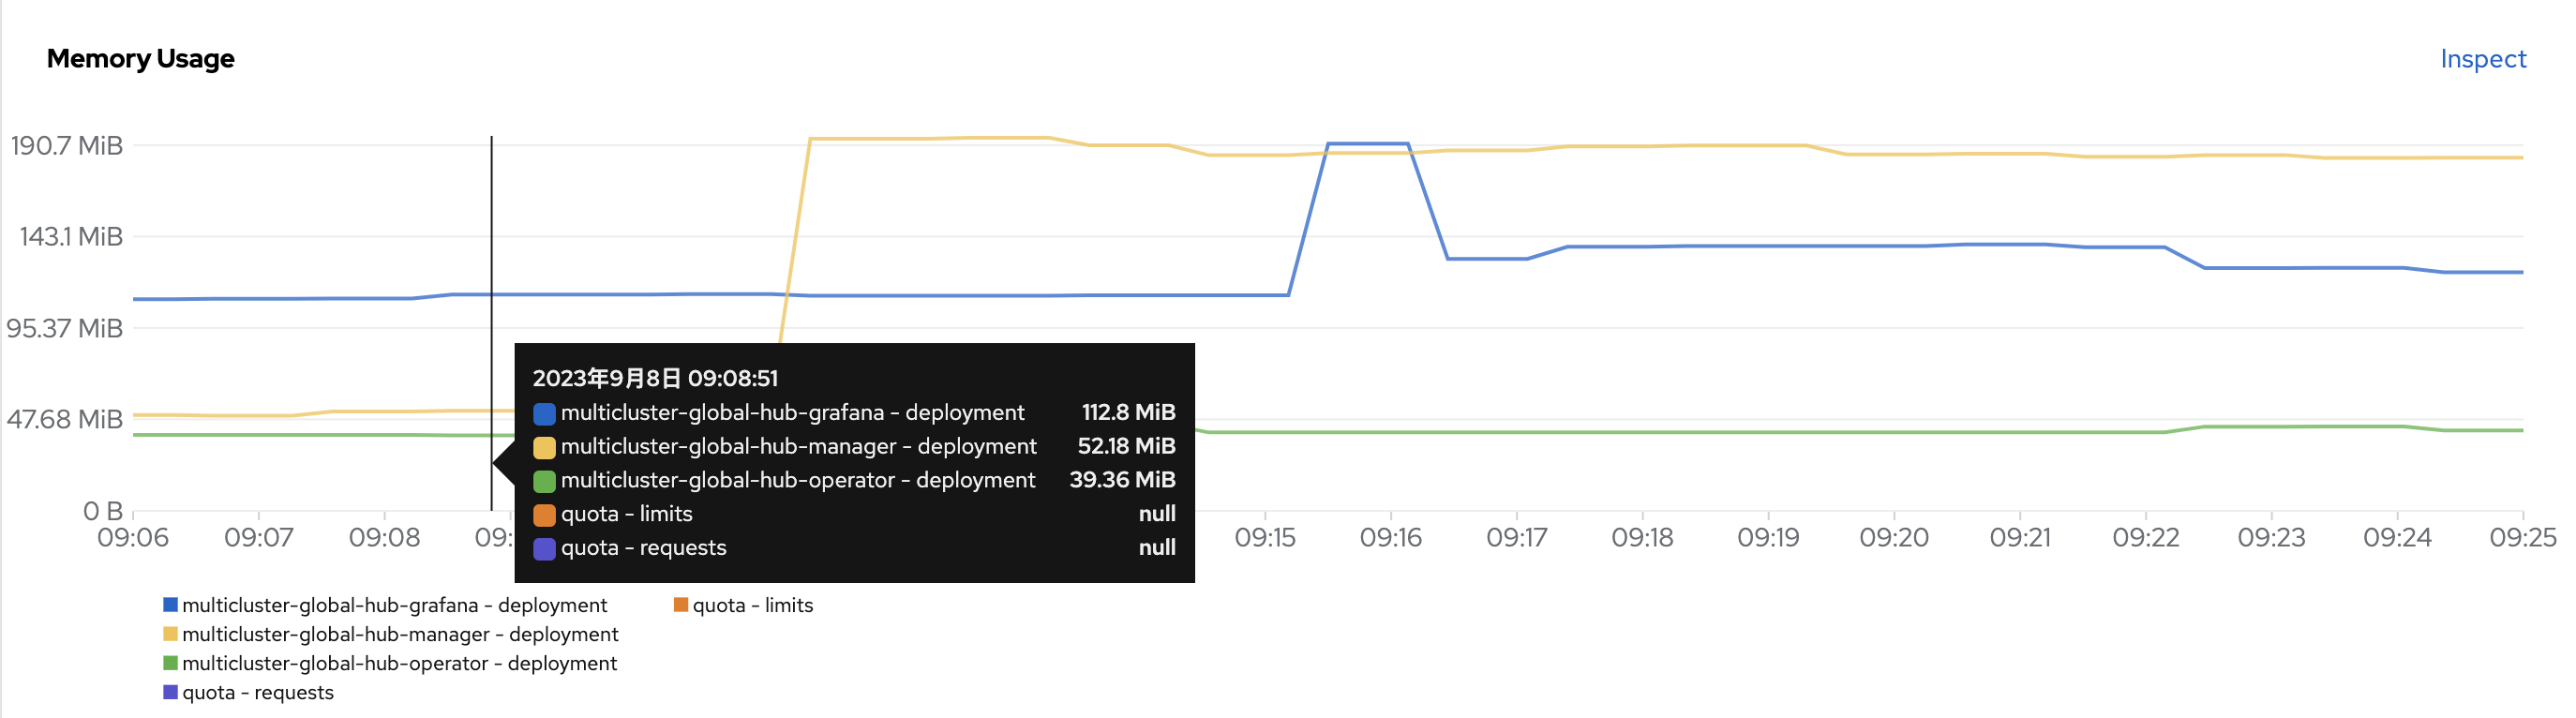 Memory Usage
Inspect
190.7 MiB
143.1 MiB
95.37 MiB
47.68 MiB
0 B
2023年9月8日 09:08:51
multicluster-global-hub-grafana - deployment 112.8 MiB
multicluster-global-hub-manager - deployment 52.18 MiB
multicluster-global-hub-operator - deployment 39.36 MiB
quota - limits null
quota - requests null
09:06 09:07 09:08 09: 09:15 09:16 09:17 09:18 09:19 09:20 09:21 09:22 09:23 09:24 09:25
multicluster-global-hub-grafana - deployment quota - limits
multicluster-global-hub-manager - deployment
multicluster-global-hub-operator - deployment
quota - requests